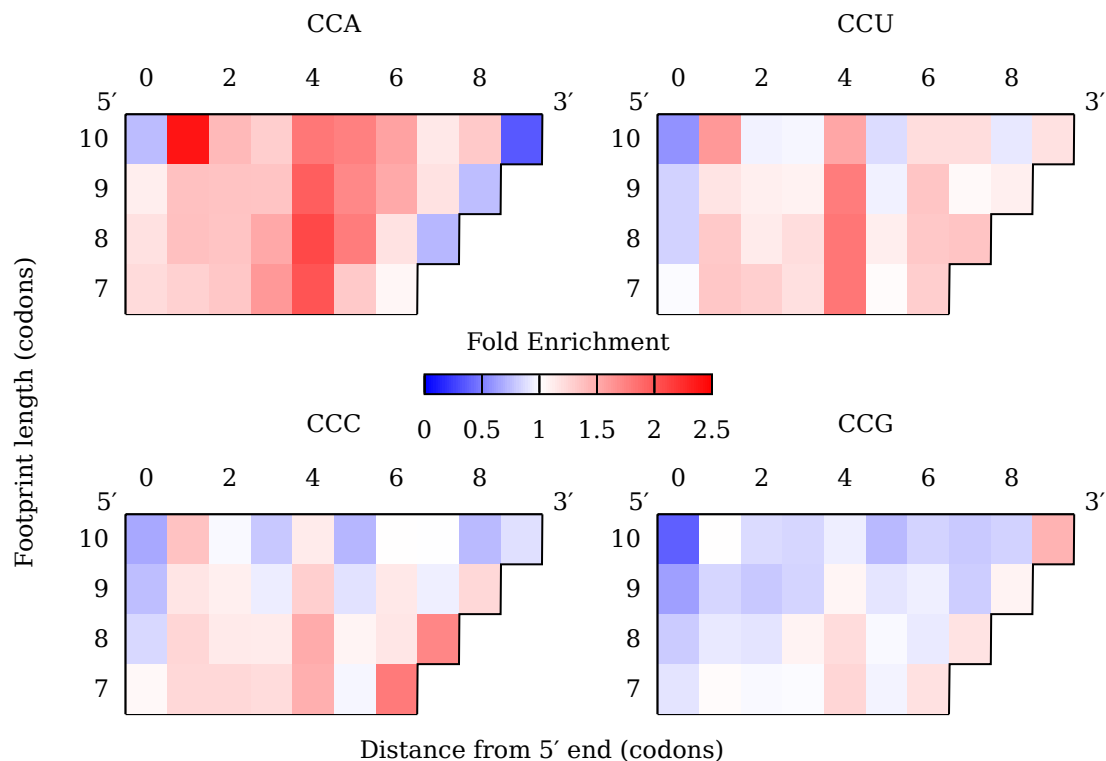 CCA CCU
0 2 4 6 8 0 2 4 6 8
5′ 3′ 5′ 3′
10 10
9 9
8 8
7 7
Fold Enrichment
0 0.5 1 1.5 2 2.5
CCC CCG
0 2 4 6 8 0 2 4 6 8
5′ 3′ 5′ 3′
10 10
9 9
8 8
7 7
Footprint length (codons)
Distance from 5′ end (codons)